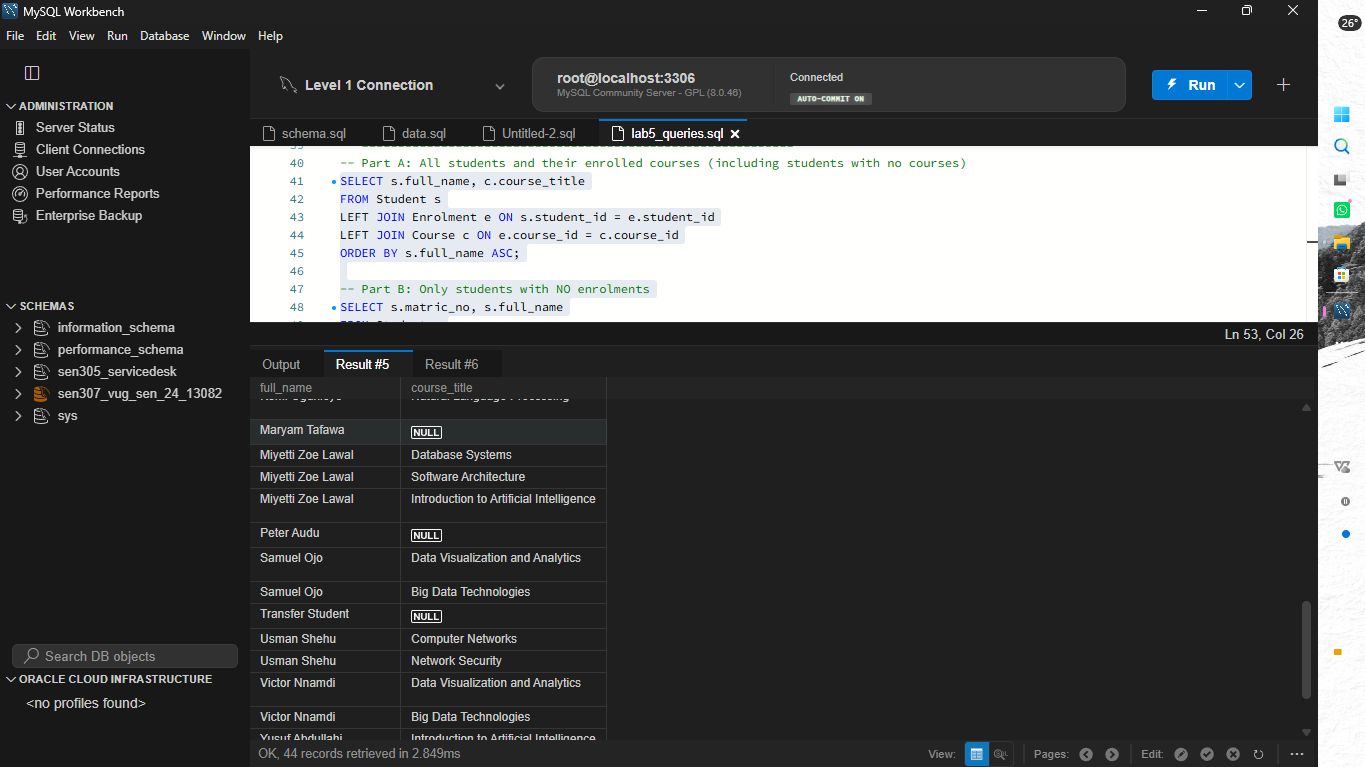 MySQL Workbench
File Edit View Run Database Window Help
26°
Level 1 Connection
root@localhost:3306
MySQL Community Server - GPL (8.0.46)
Connected
AUTO-COMMIT ON
Run
ADMINISTRATION
Server Status
Client Connections
User Accounts
Performance Reports
Enterprise Backup
SCHEMAS
information_schema
performance_schema
sen305_servicedesk
sen307_vug_sen_24_13082
sys
Search DB objects
ORACLE CLOUD INFRASTRUCTURE
<no profiles found>
schema.sql data.sql Untitled-2.sql lab5_queries.sql
40 -- Part A: All students and their enrolled courses (including students with no courses)
41 SELECT s.full_name, c.course_title
42 FROM Student s
43 LEFT JOIN Enrolment e ON s.student_id = e.student_id
44 LEFT JOIN Course c ON e.course_id = c.course_id
45 ORDER BY s.full_name ASC;
46
47 -- Part B: Only students with NO enrolments
48 SELECT s.matric_no, s.full_name
Ln 53, Col 26
Output Result #5 Result #6
full_name course_title
Maryam Tafawa NULL
Miyetti Zoe Lawal Database Systems
Miyetti Zoe Lawal Software Architecture
Miyetti Zoe Lawal Introduction to Artificial Intelligence
Peter Audu NULL
Samuel Ojo Data Visualization and Analytics
Samuel Ojo Big Data Technologies
Transfer Student NULL
Usman Shehu Computer Networks
Usman Shehu Network Security
Victor Nnamdi Data Visualization and Analytics
Victor Nnamdi Big Data Technologies
Yusuf Abdullahi Introduction to Artificial Intelligence
OK, 44 records retrieved in 2.849ms
View: Pages: Edit: